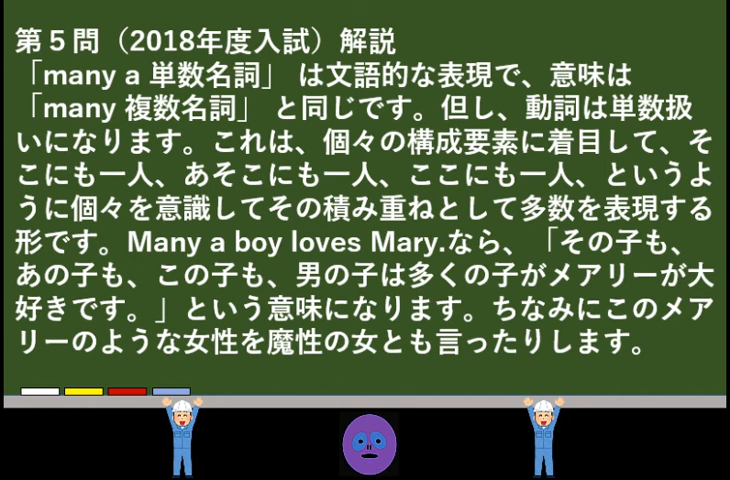 第５問（2018年度入試）解説
「many a 単数名詞」 は文語的な表現で、意味は
「many 複数名詞」 と同じです。但し、動詞は単数扱
いになります。これは、個々の構成要素に着目して、そ
こにも一人、あそこにも一人、ここにも一人、というよ
うに個々を意識してその積み重ねとして多数を表現する
形です。Many a boy loves Mary.なら、「その子も、
あの子も、この子も、男の子は多くの子がメアリーが大
好きです。」という意味になります。ちなみにこのメア
リーのような女性を魔性の女とも言ったりします。